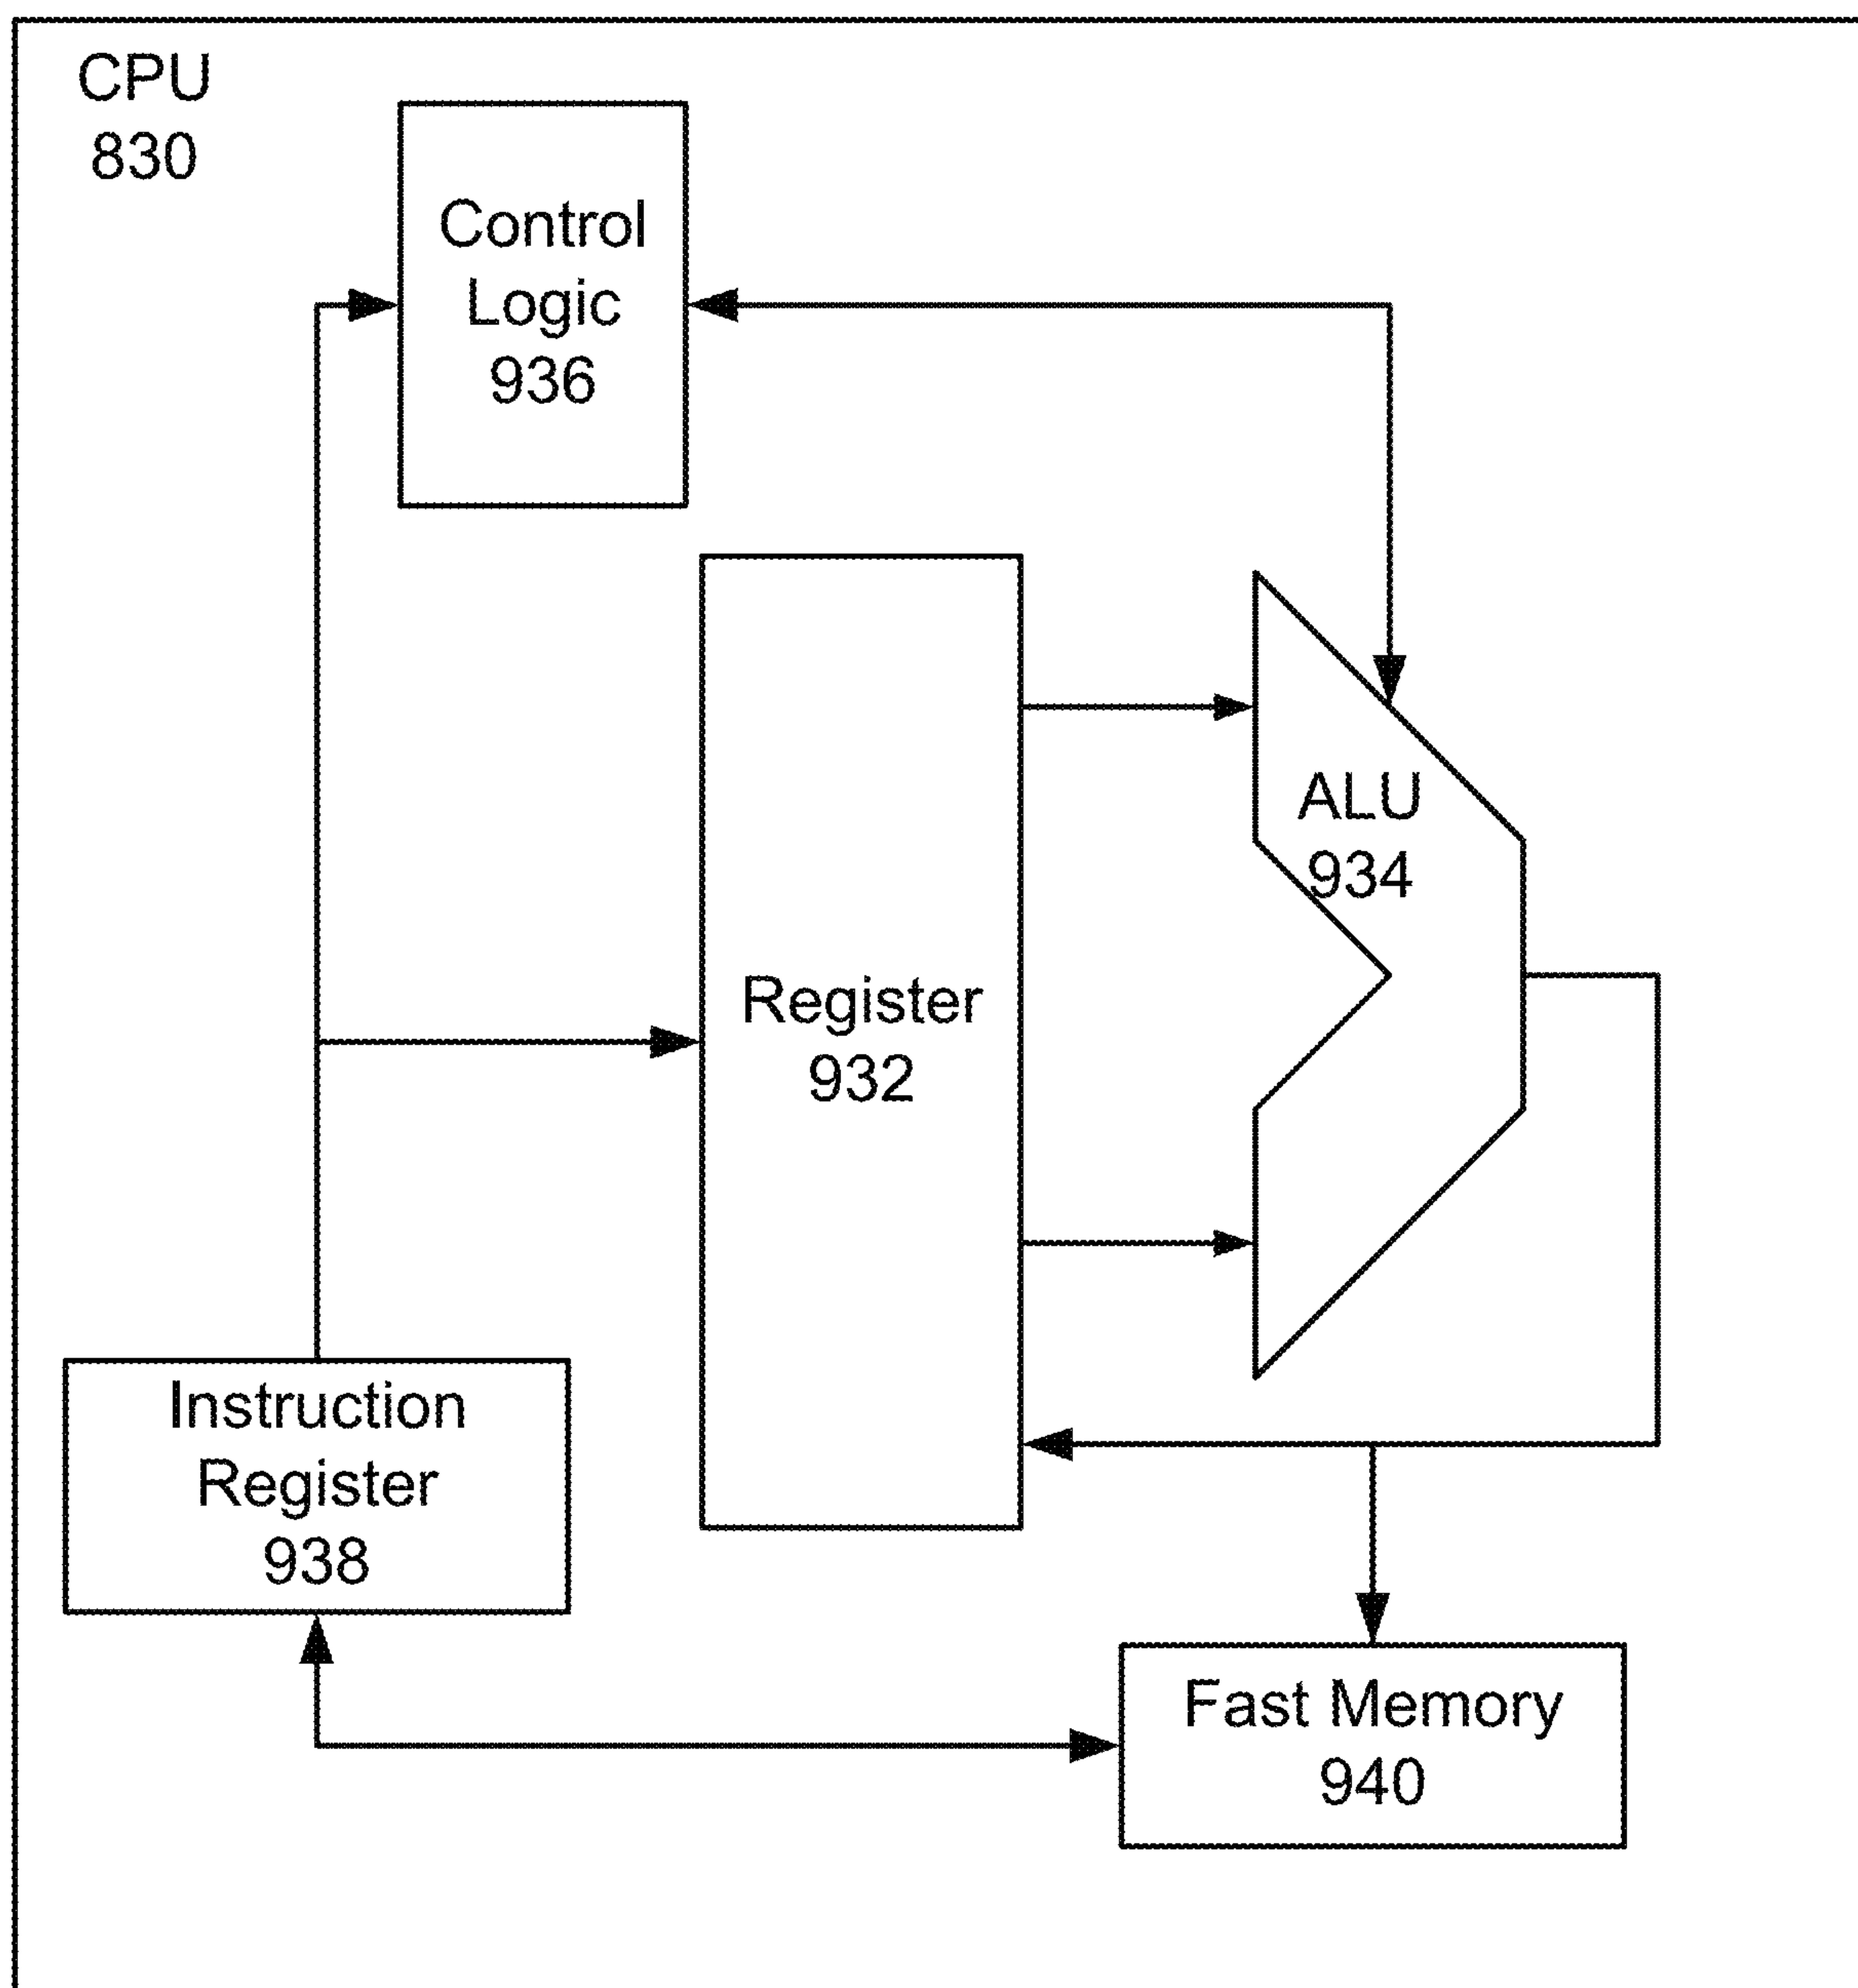 CPU
830
Control
Logic
936
ALU
934
Register
932
Instruction
Register
938
Fast Memory
940